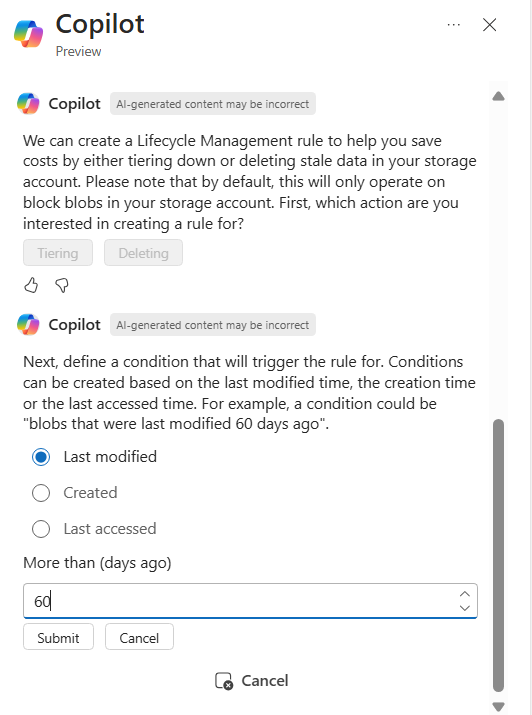 Copilot
Preview
Copilot AI-generated content may be incorrect
We can create a Lifecycle Management rule to help you save
costs by either tiering down or deleting stale data in your storage
account. Please note that by default, this will only operate on
block blobs in your storage account. First, which action are you
interested in creating a rule for?
Tiering Deleting
Copilot AI-generated content may be incorrect
Next, define a condition that will trigger the rule for. Conditions
can be created based on the last modified time, the creation time
or the last accessed time. For example, a condition could be
"blobs that were last modified 60 days ago".
Last modified
Created
Last accessed
More than (days ago)
60
Submit Cancel
Cancel